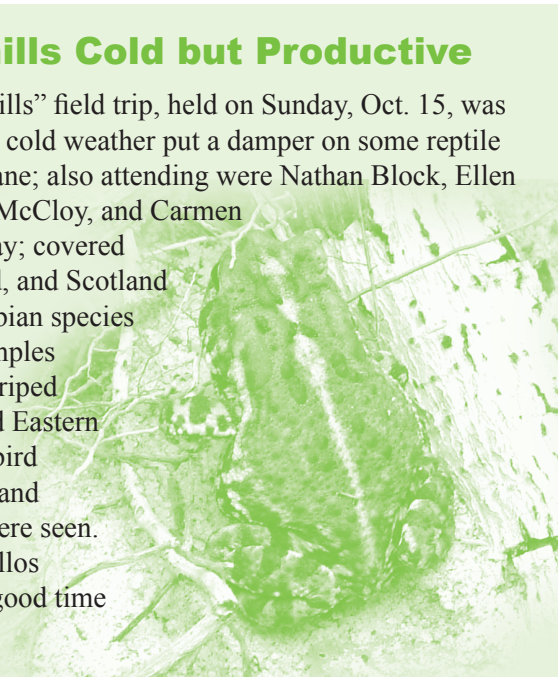 ills Cold but Productive
ills” field trip, held on Sunday, Oct. 15, was
cold weather put a damper on some reptile
ane; also attending were Nathan Block, Ellen
McCloy, and Carmen
ay; covered
, and Scotland
bian species
mples
riped
d Eastern
bird
and
ere seen.
llos
good time